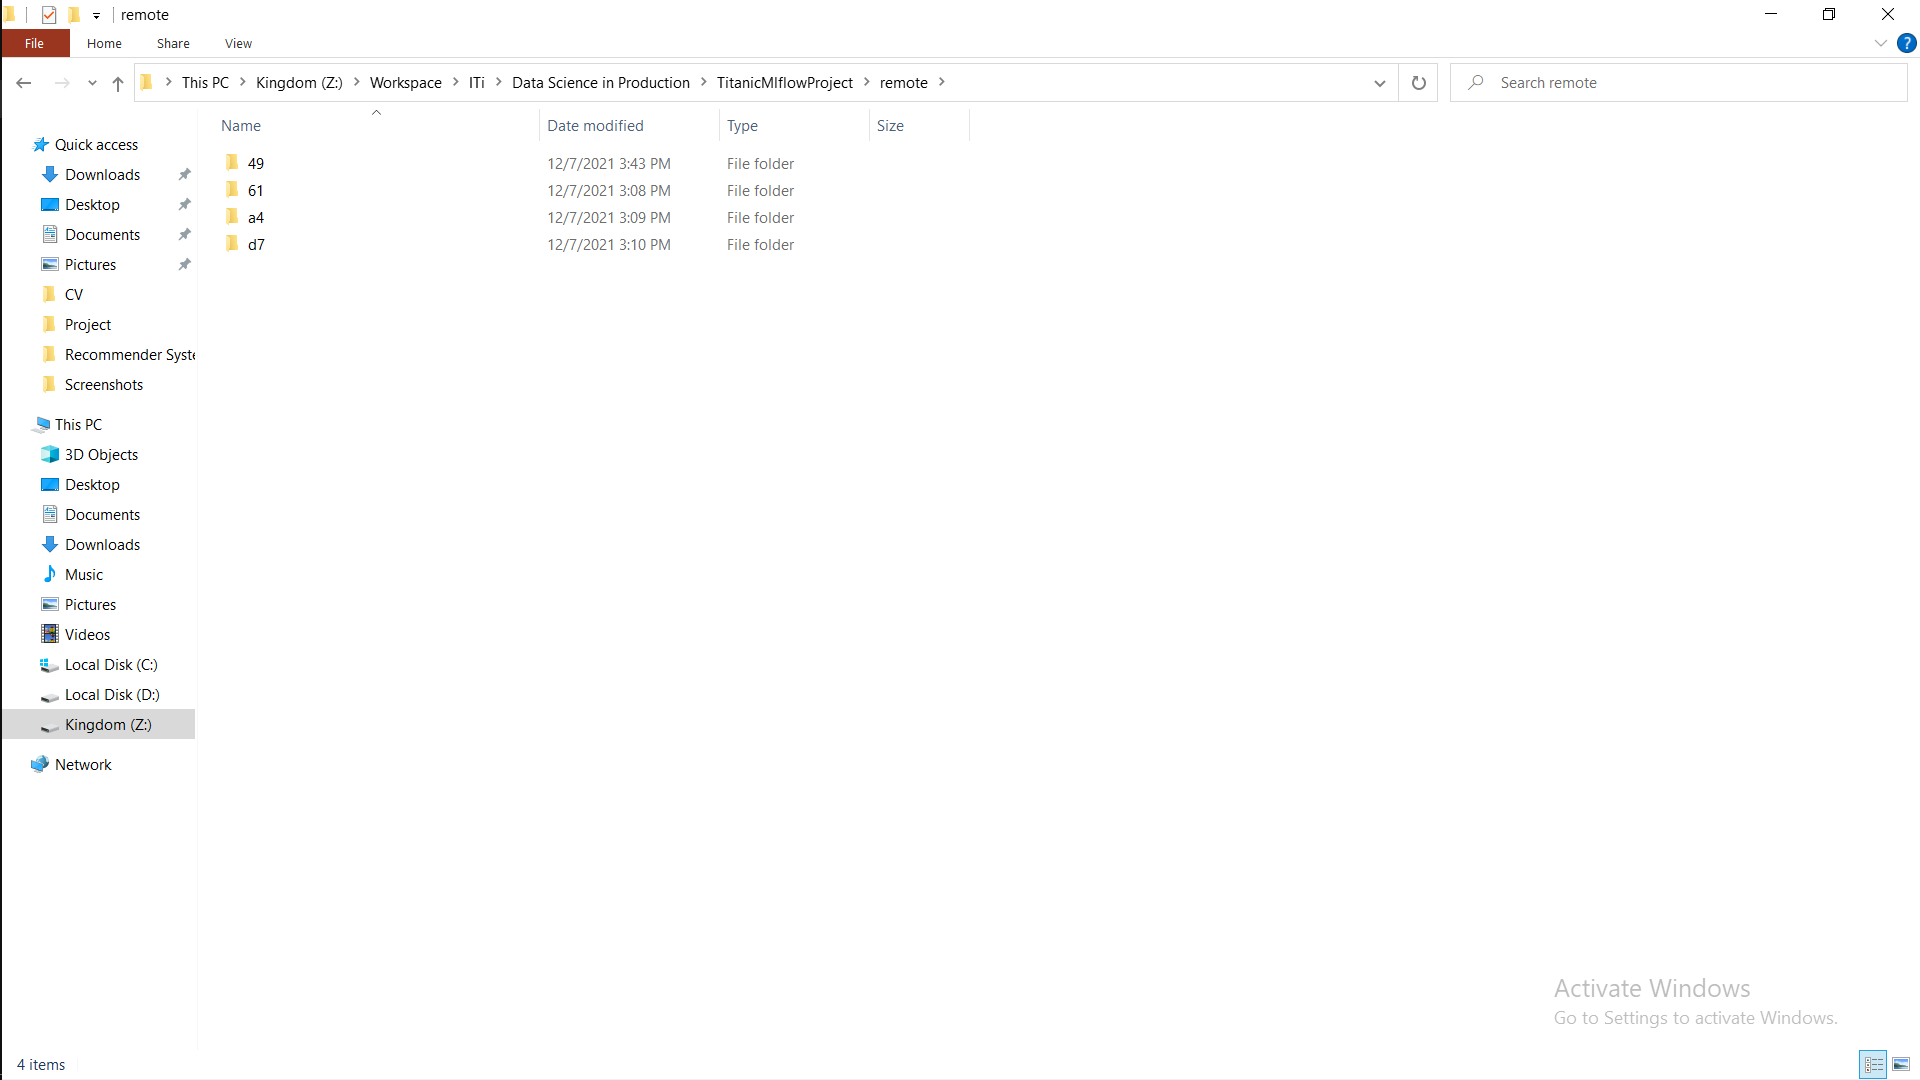 remote
File Home Share View
This PC Kingdom (Z:) Workspace ITi Data Science in Production TitanicMlflowProject remote
Search remote
Name Date modified Type Size
49 12/7/2021 3:43 PM File folder
61 12/7/2021 3:08 PM File folder
a4 12/7/2021 3:09 PM File folder
d7 12/7/2021 3:10 PM File folder
Quick access
Downloads
Desktop
Documents
Pictures
CV
Project
Recommender Syste
Screenshots
This PC
3D Objects
Desktop
Documents
Downloads
Music
Pictures
Videos
Local Disk (C:)
Local Disk (D:)
Kingdom (Z:)
Network
Activate Windows
Go to Settings to activate Windows.
4 items